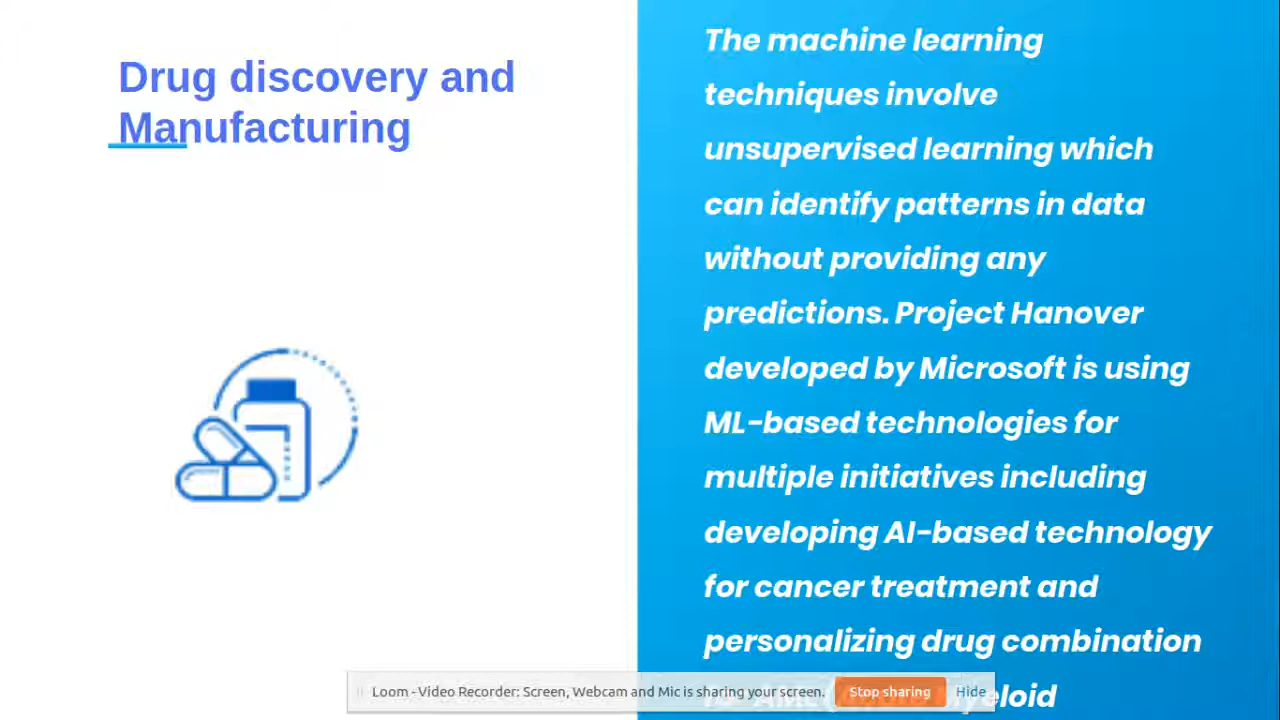 Drug discovery and
Manufacturing
The machine learning
techniques involve
unsupervised learning which
can identify patterns in data
without providing any
predictions. Project Hanover
developed by Microsoft is using
ML-based technologies for
multiple initiatives including
developing AI-based technology
for cancer treatment and
personalizing drug combination
Loom - Video Recorder: Screen, Webcam and Mic is sharing your screen. Stop sharing Hide